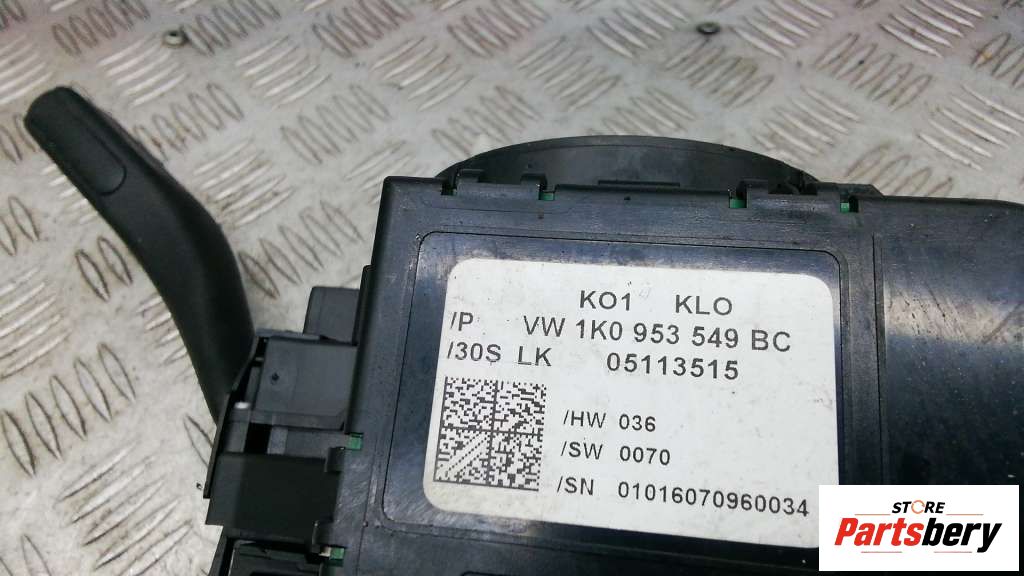 KO1 KLO
/P VW 1K0 953 549 BC
/30S LK 05113515
/HW 036
/SW 0070
/SN 01016070960034
STORE
Partsbery